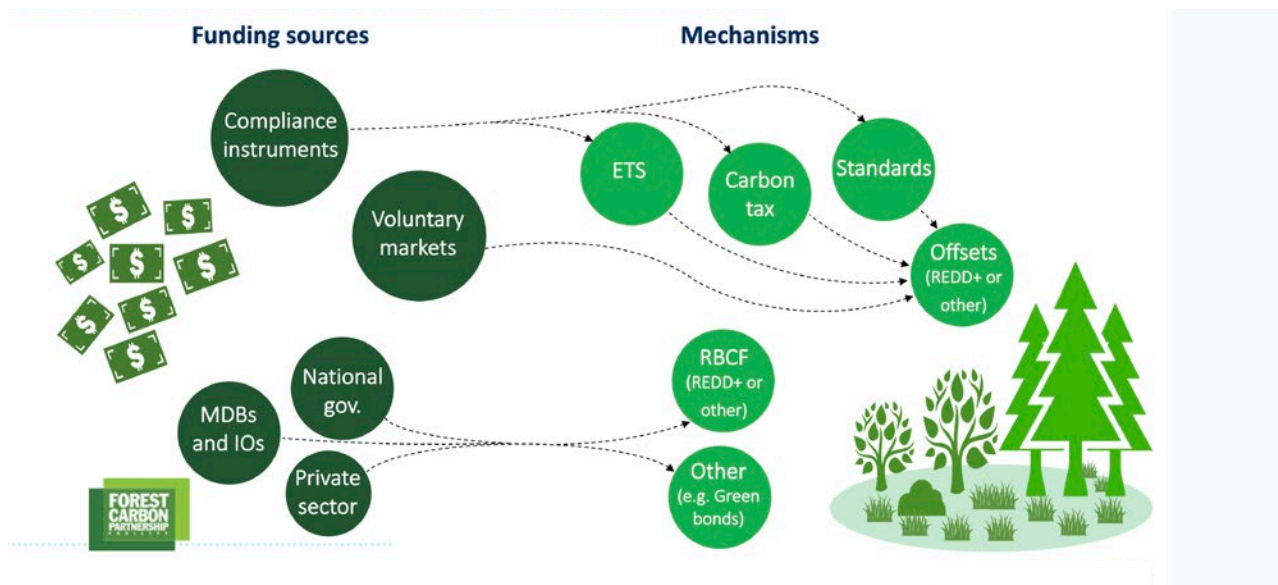 Funding sources
Mechanisms
Compliance
instruments
ETS
Carbon
tax
Standards
Voluntary
markets
Offsets
(REDD+ or
other)
$
$
$
$
$
$
$
$
National
gov.
MDBs
and IOs
Private
sector
RBCF
(REDD+ or
other)
Other
(e.g. Green
bonds)
FOREST
CARBON
PARTNERSHIP
FACILITY